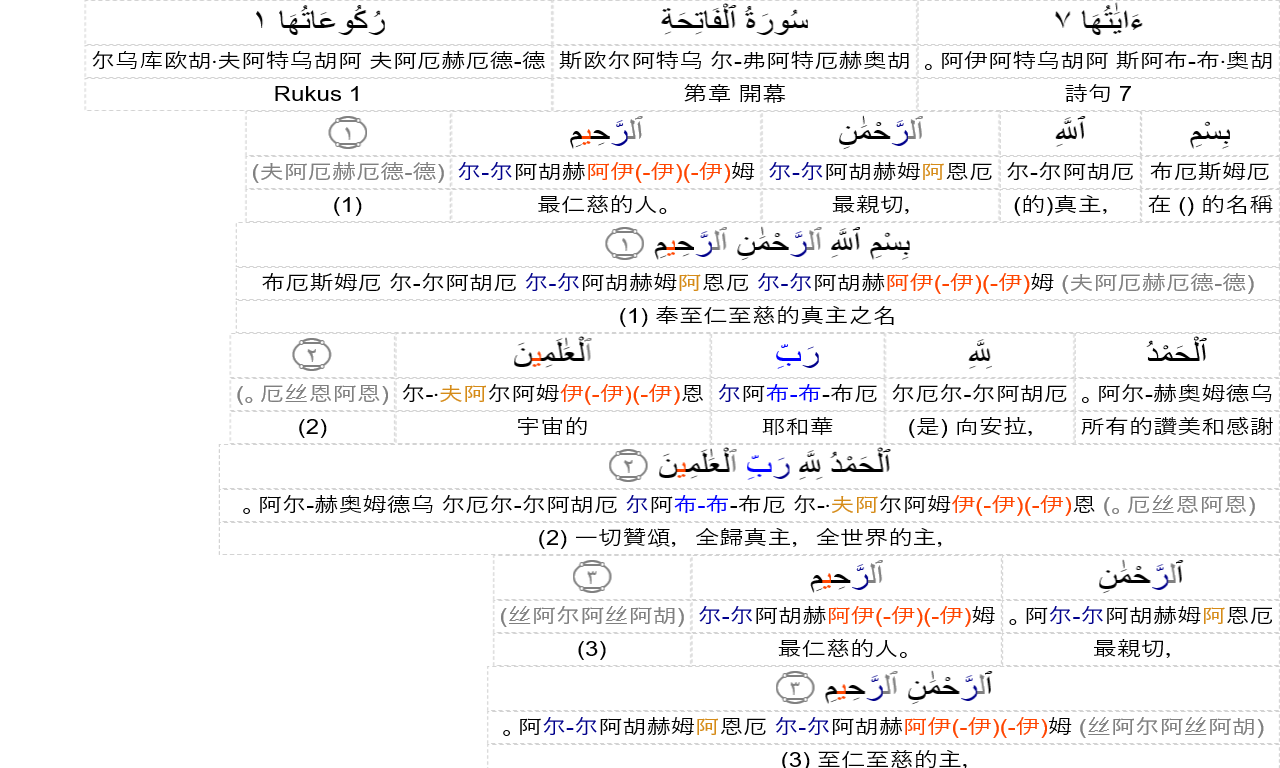 ءَايَٰتُهَا ٧ سُورَةُ ٱلْفَاتِحَةِ رُكُوعَاتُهَا ١
阿伊阿特乌胡阿 斯阿布-布·奥胡。 斯欧尔阿特乌 尔-弗阿特厄赫奥胡 尔乌库欧胡·夫阿特乌胡阿 夫阿厄赫厄德-德
詩句 7 第章 開幕 Rukus 1
بِسْمِ ٱللَّهِ ٱلرَّحْمَٰنِ ٱلرَّحِيمِ ١
布厄斯姆厄 尔-尔阿胡厄 尔-尔阿胡赫姆阿恩厄 尔-尔阿胡赫阿伊(-伊)(-伊)姆 (夫阿厄赫厄德-德)
在 () 的名稱 (的)真主, 最親切, 最仁慈的人。 (1)
بِسْمِ ٱللَّهِ ٱلرَّحْمَٰنِ ٱلرَّحِيمِ ١
布厄斯姆厄 尔-尔阿胡厄 尔-尔阿胡赫姆阿恩厄 尔-尔阿胡赫阿伊(-伊)(-伊)姆 (夫阿厄赫厄德-德)
(1) 奉至仁至慈的真主之名
ٱلْحَمْدُ لِلَّهِ رَبِّ ٱلْعَٰلَمِينَ ٢
阿尔-赫奥姆德乌。 尔厄尔-尔阿胡厄 尔阿布-布-布厄 尔-·夫阿尔阿姆伊(-伊)(-伊)恩 (厄丝恩阿恩。)
所有的讚美和感謝 (是) 向安拉, 耶和華 宇宙的 (2)
ٱلْحَمْدُ لِلَّهِ رَبِّ ٱلْعَٰلَمِينَ ٢
。阿尔-赫奥姆德乌 尔厄尔-尔阿胡厄 尔阿布-布-布厄 尔-·夫阿尔阿姆伊(-伊)(-伊)恩 (厄丝恩阿恩。)
(2) 一切贊頌, 全歸真主, 全世界的主,
ٱلرَّحْمَٰنِ ٱلرَّحِيمِ ٣
。阿尔-尔阿胡赫姆阿恩厄 尔-尔阿胡赫阿伊(-伊)(-伊)姆 (丝阿尔阿丝阿胡)
最親切, 最仁慈的人。 (3)
ٱلرَّحْمَٰنِ ٱلرَّحِيمِ ٣
。阿尔-尔阿胡赫姆阿恩厄 尔-尔阿胡赫阿伊(-伊)(-伊)姆 (丝阿尔阿丝阿胡)
(3) 至仁至慈的主,